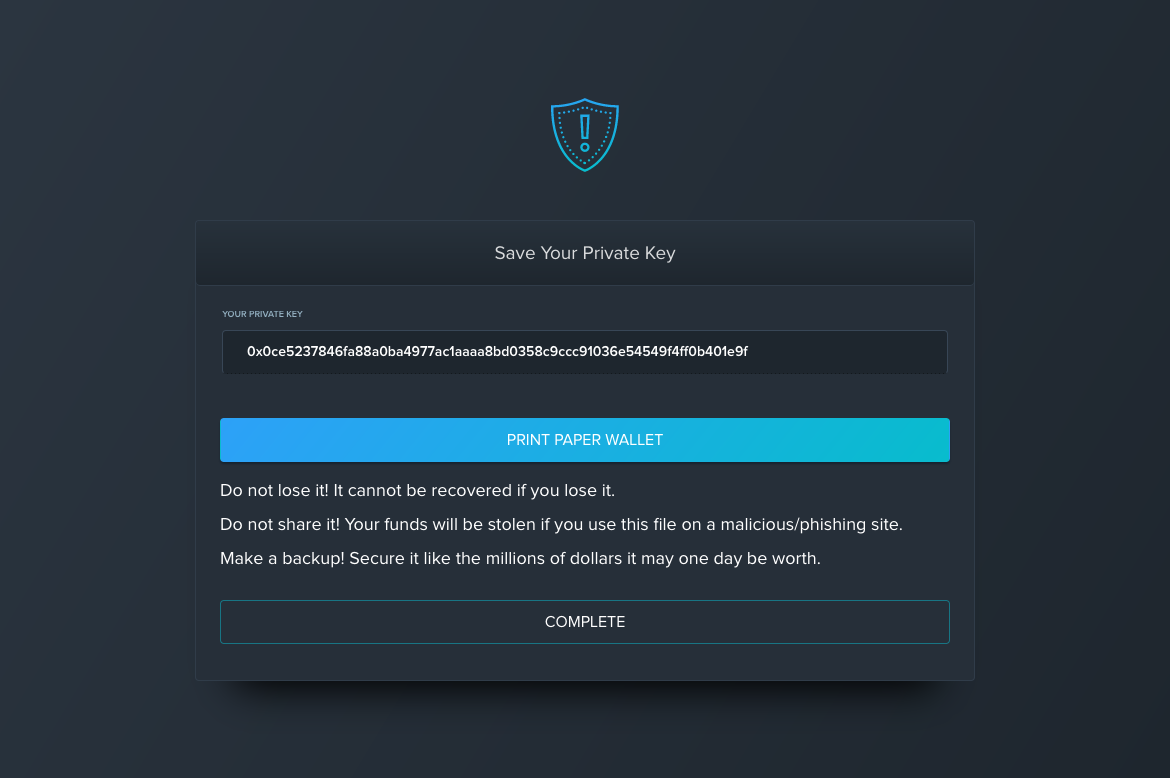 Save Your Private Key
YOUR PRIVATE KEY
0x0ce5237846fa88a0ba4977ac1aaaa8bd0358c9ccc91036e54549f4ff0b401e9f
PRINT PAPER WALLET
Do not lose it! It cannot be recovered if you lose it.
Do not share it! Your funds will be stolen if you use this file on a malicious/phishing site.
Make a backup! Secure it like the millions of dollars it may one day be worth.
COMPLETE